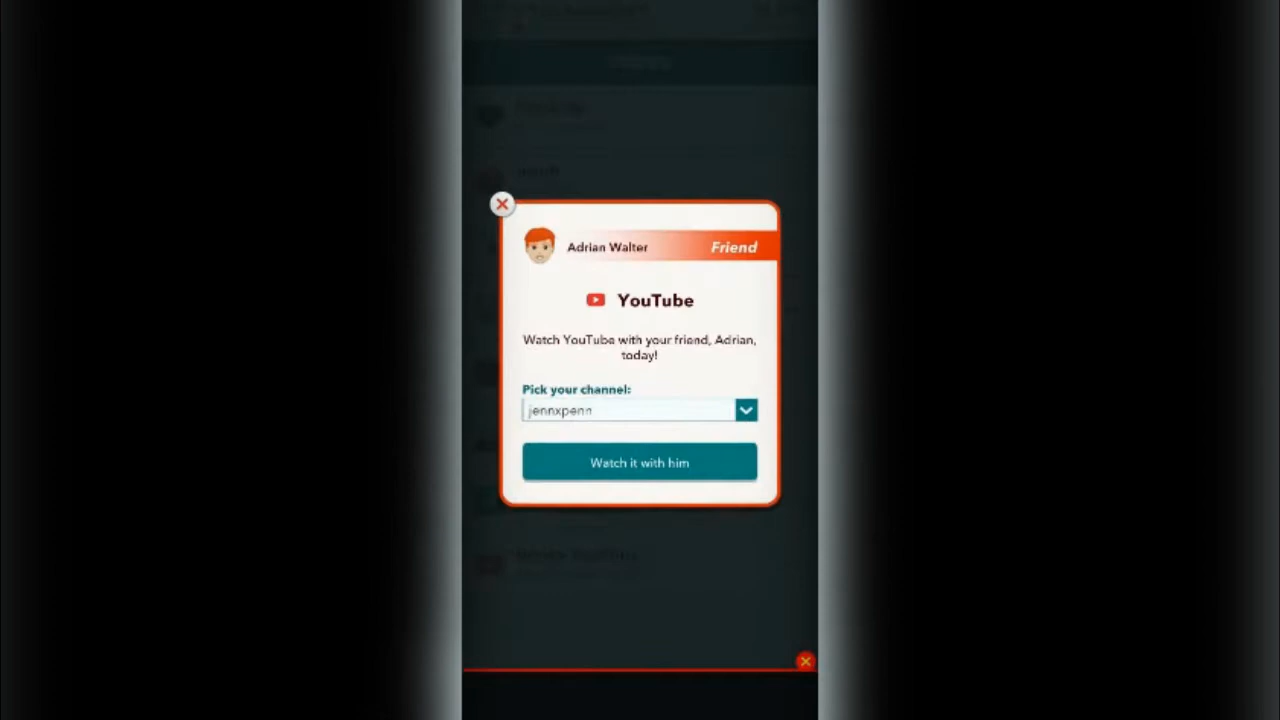 Adrian Walter
Friend
YouTube
Watch YouTube with your friend, Adrian,
today!
Pick your channel:
jennxpenn
Watch it with him